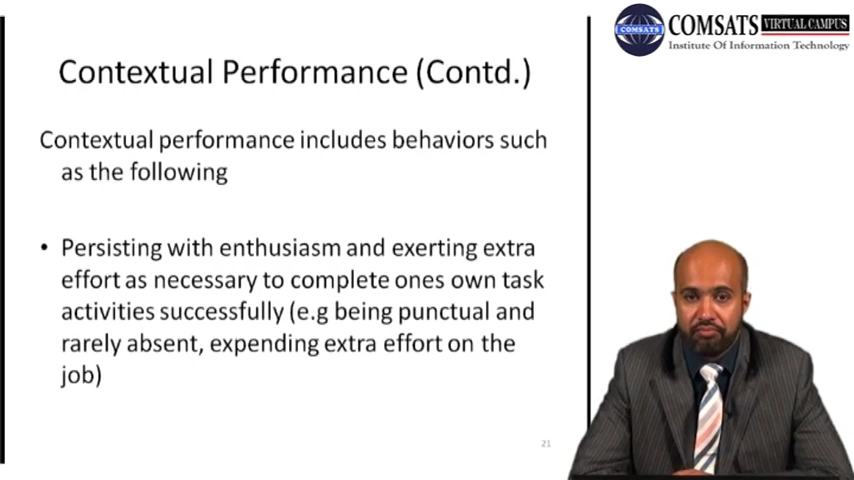 COMSATS VIRTUAL CAMPUS
COMSATS
Institute Of Information Technology
Contextual Performance (Contd.)
Contextual performance includes behaviors such
as the following
• Persisting with enthusiasm and exerting extra
effort as necessary to complete ones own task
activities successfully (e.g being punctual and
rarely absent, expending extra effort on the
job)
21